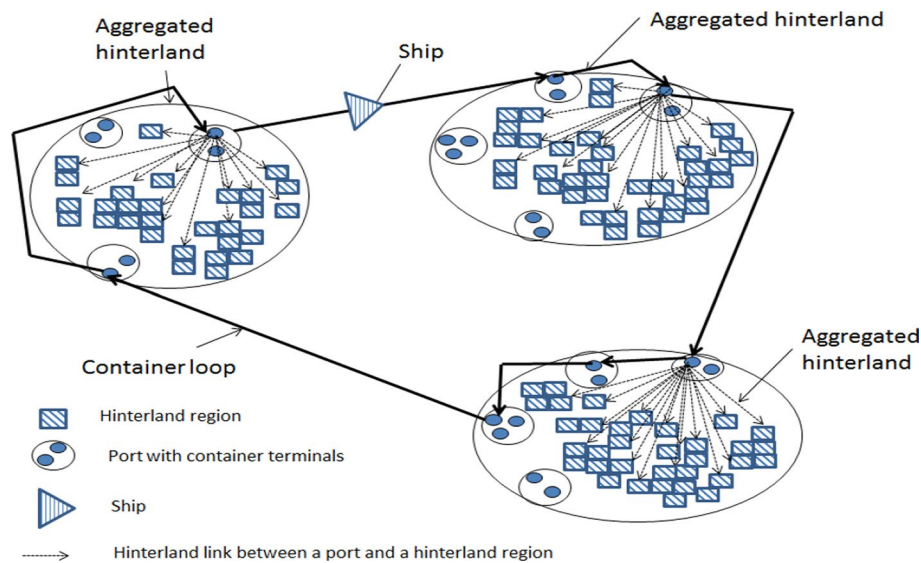 Aggregated
hinterland
Ship
Aggregated hinterland
Container loop
Aggregated
hinterland
Hinterland region
Port with container terminals
Ship
Hinterland link between a port and a hinterland region